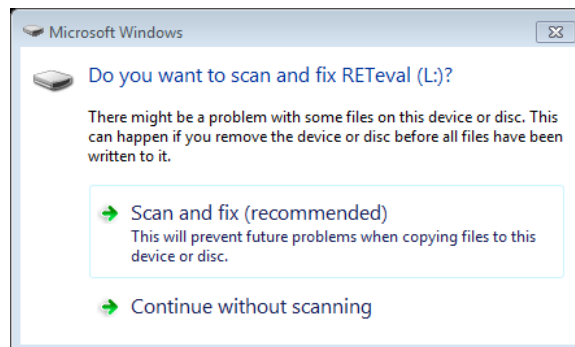 Microsoft Windows
Do you want to scan and fix RETeval (L:)?
There might be a problem with some files on this device or disc. This
can happen if you remove the device or disc before all files have been
written to it.
Scan and fix (recommended)
This will prevent future problems when copying files to this
device or disc.
Continue without scanning